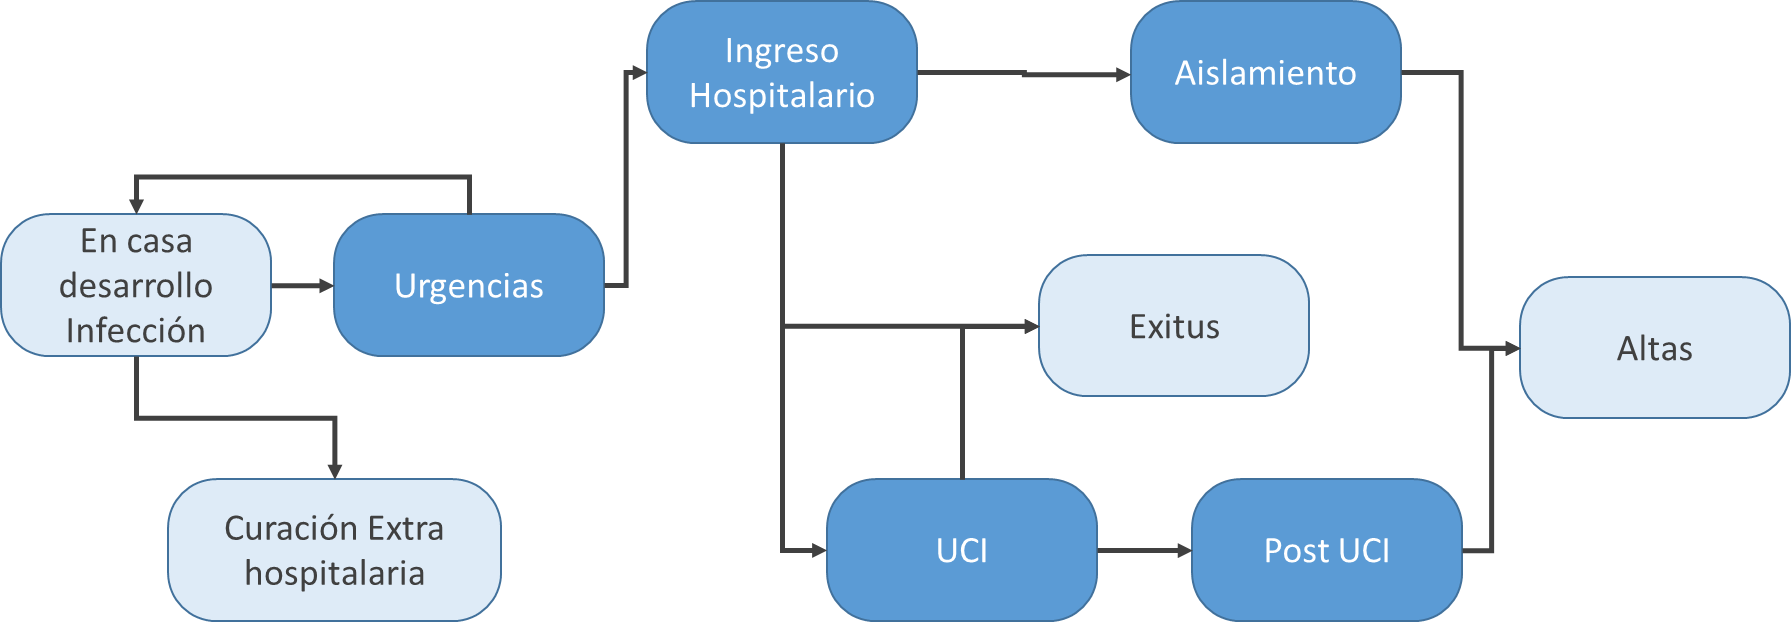 Ingreso
Hospitalario
Aislamiento
En casa
desarrollo
Infección
Urgencias
Exitus
Altas
Curación Extra
hospitalaria
UCI
Post UCI